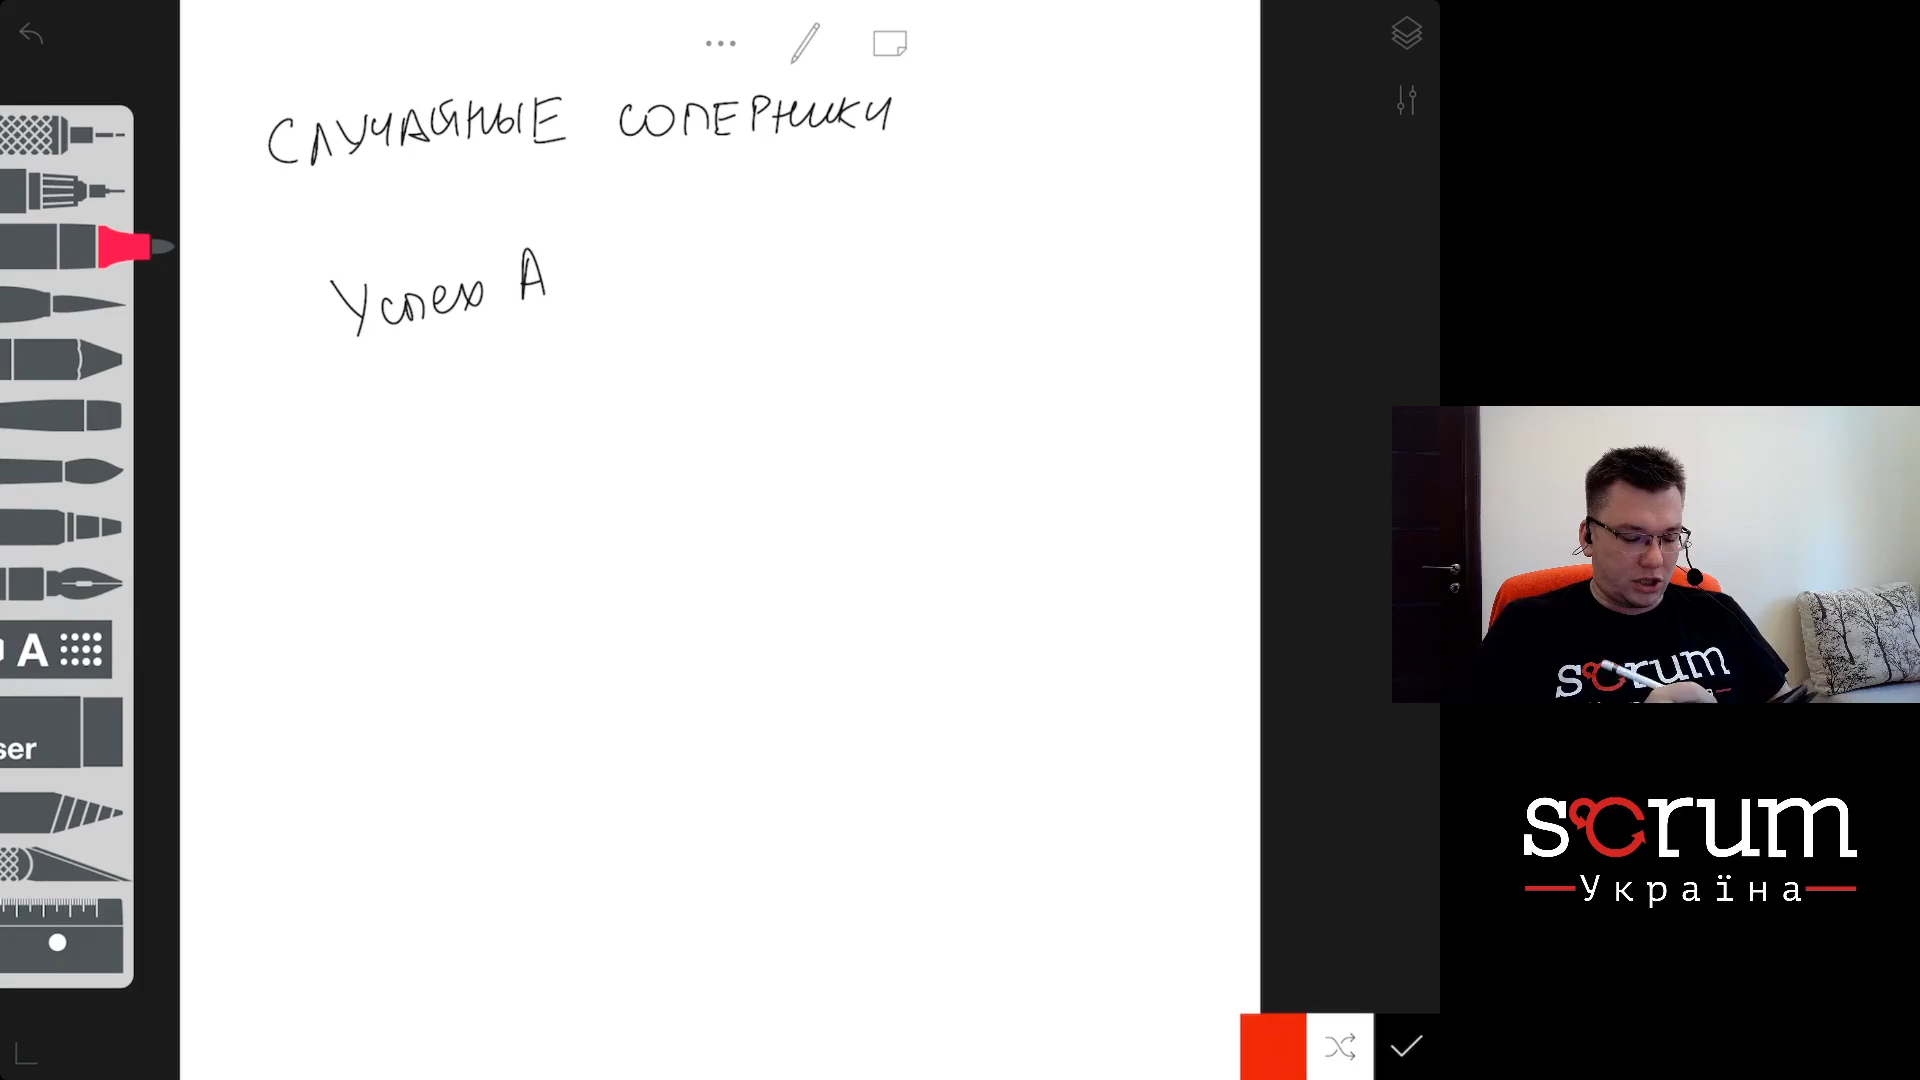 СЛУЧАЙНЫЕ СОПЕРНИКИ
Успех А
A
ser
scrum
scrum
Україна